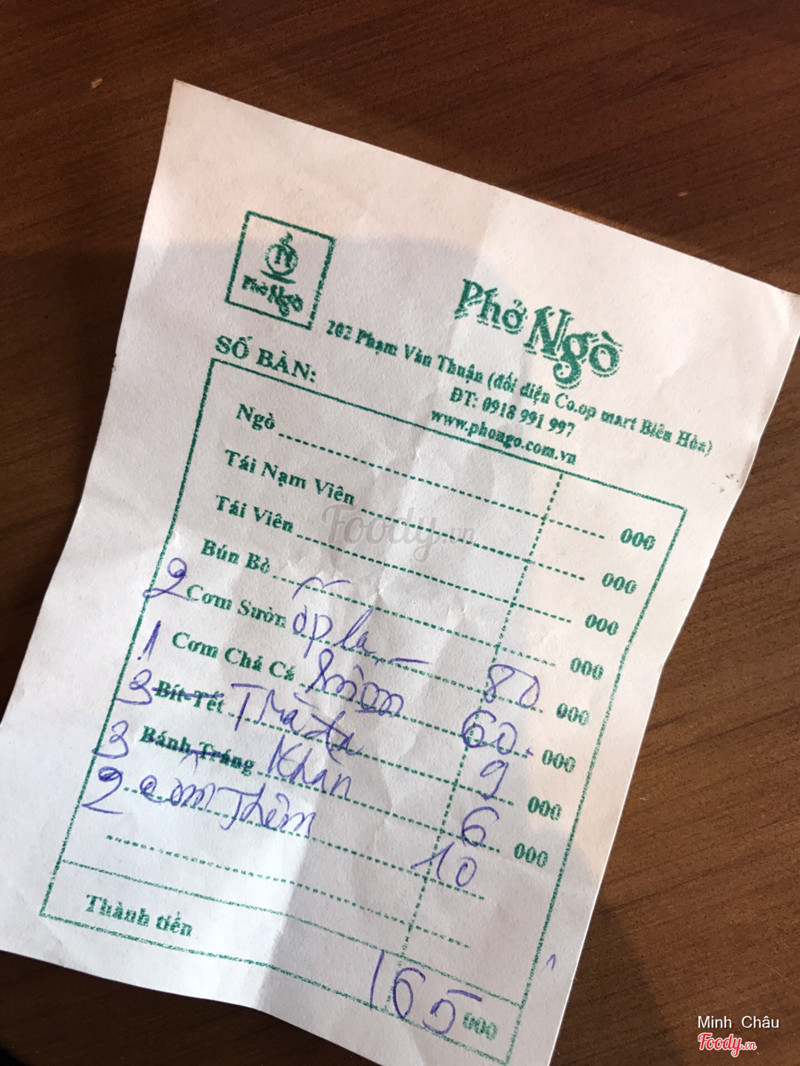 Phở Ngò
Phở Ngò
202 Phạm Văn Thuận (đối diện Co.op mart Biên Hòa)
ĐT: 0918 991 997
www.phongo.com.vn
SỐ BÀN:
Ngò 000
Tái Nạm Viên 000
Tái Viên 000
Bún Bò 000
2 Cơm Sườn ốp la 80 000
1 Cơm Chả Cá 60 000
3 Bít-Tết Trà đá 9 000
3 Bánh Tráng Khăn 6 000
2 cơm Thêm 10
Thành tiền 165 000
Foody.vn
Minh Châu
Foody.vn